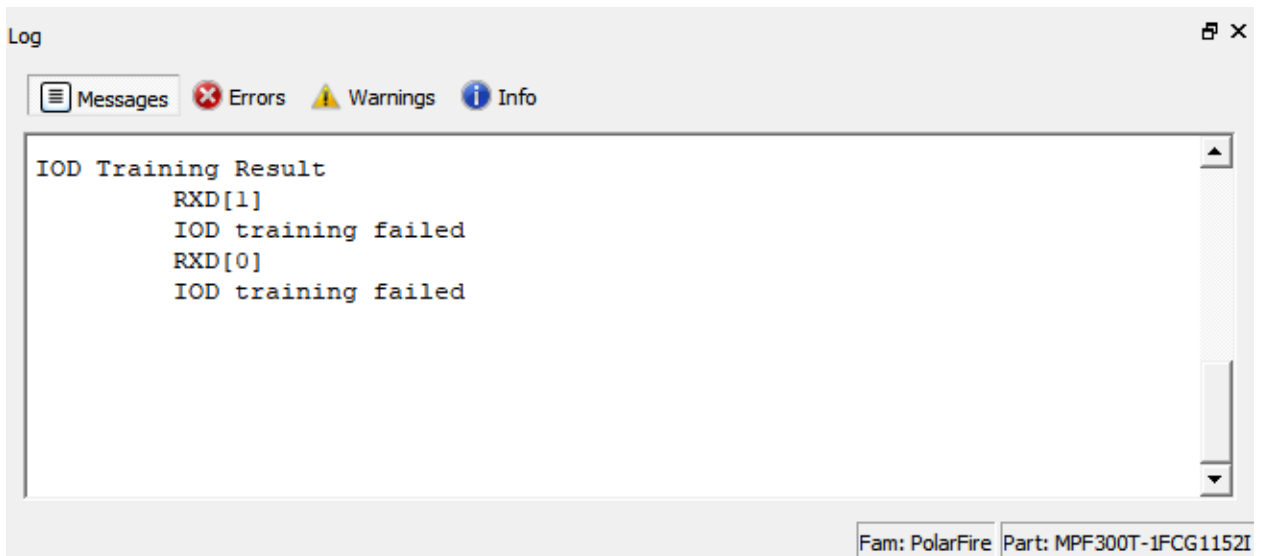 Log
Messages Errors Warnings Info
IOD Training Result
RXD[1]
IOD training failed
RXD[0]
IOD training failed
Fam: PolarFire Part: MPF300T-1FCG1152I